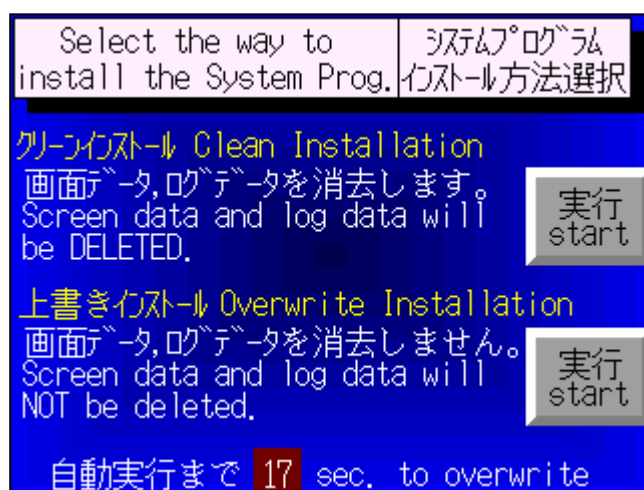 Select the way to
install the System Prog.
ｼｽﾃﾑﾌﾟﾛｸﾞﾗﾑ
ｲﾝｽﾄｰﾙ方法選択
ｸﾘｰﾝｲﾝｽﾄｰﾙ Clean Installation
画面ﾃﾞｰﾀ,ﾛｸﾞﾃﾞｰﾀを消去します。
Screen data and log data will
be DELETED.
実行
start
上書きｲﾝｽﾄｰﾙ Overwrite Installation
画面ﾃﾞｰﾀ,ﾛｸﾞﾃﾞｰﾀを消去しません。
Screen data and log data will
NOT be deleted.
実行
start
自動実行まで 17 sec. to overwrite